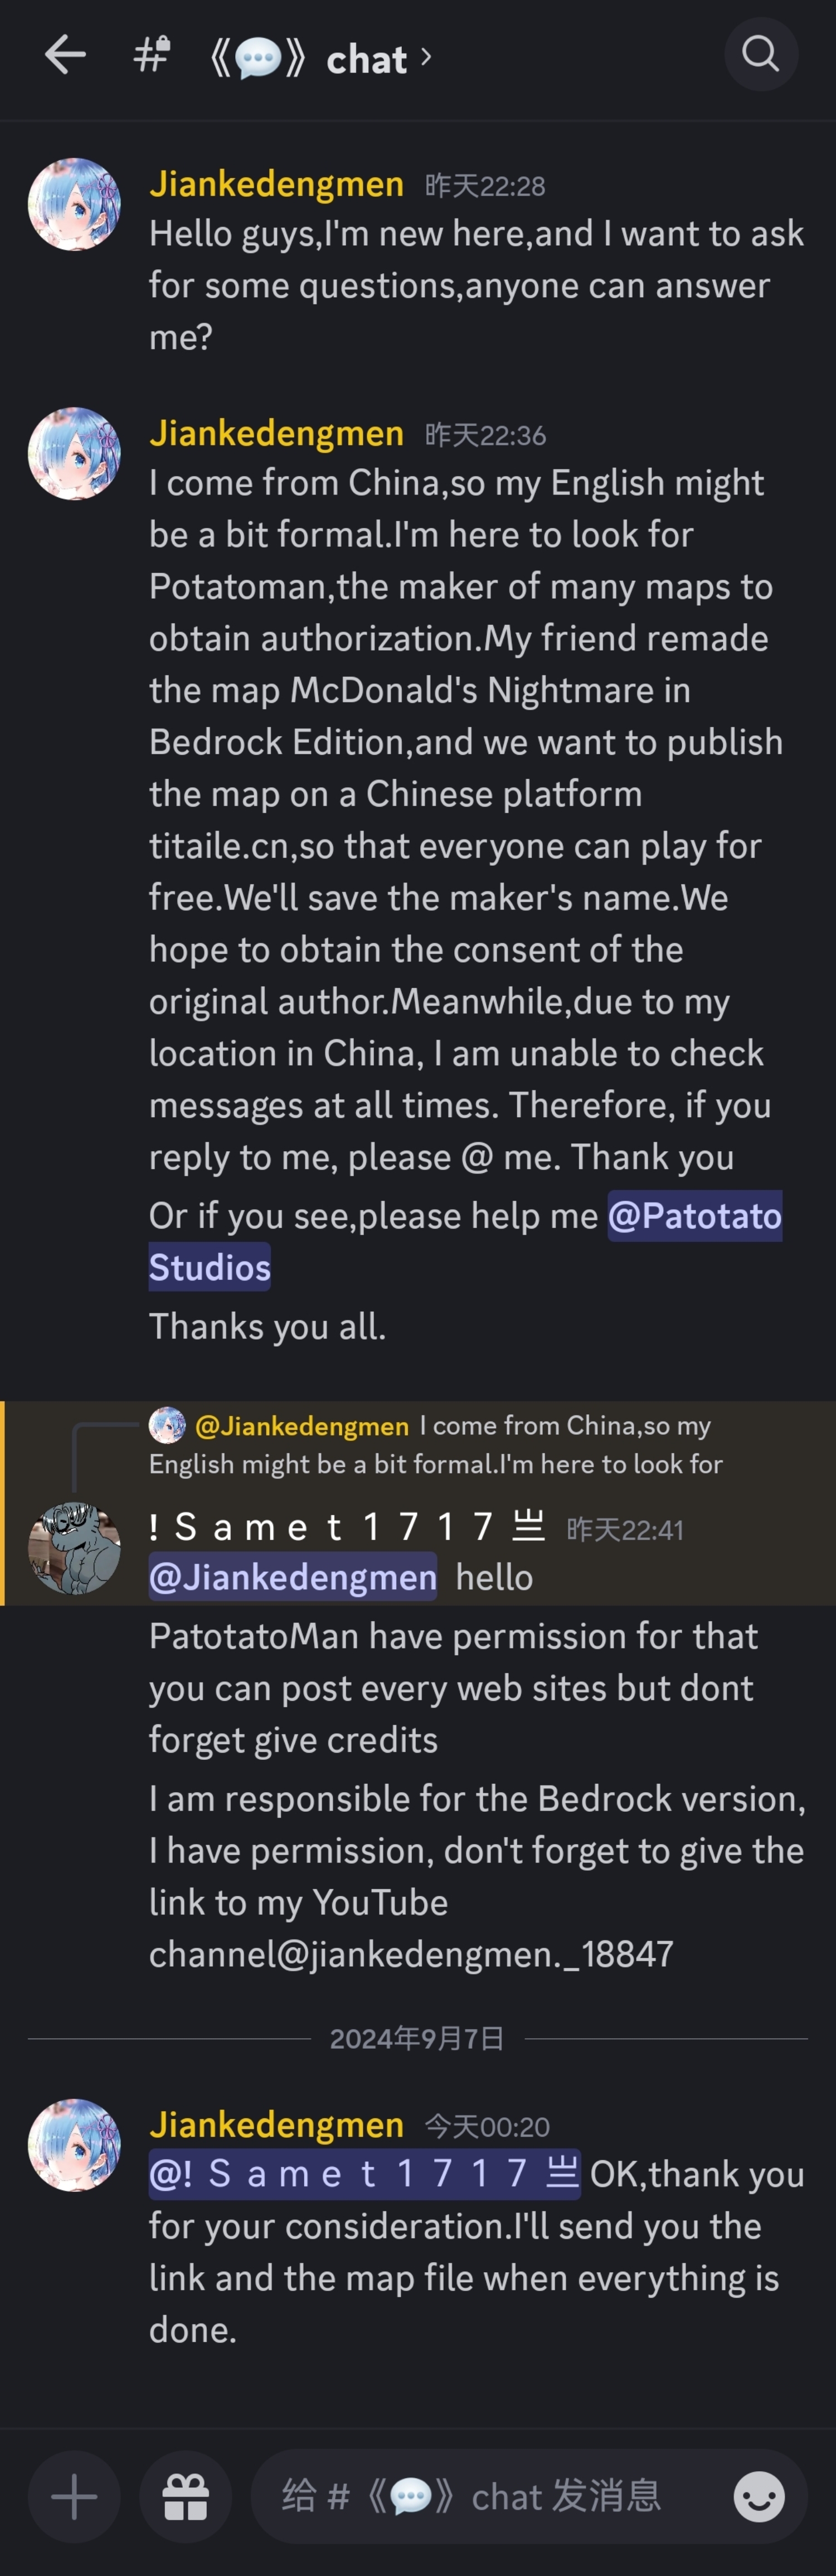 # 《💬》 chat ›
Jiankedengmen 昨天22:28
Hello guys,I'm new here,and I want to ask
for some questions,anyone can answer
me?
Jiankedengmen 昨天22:36
I come from China,so my English might
be a bit formal.I'm here to look for
Potatoman,the maker of many maps to
obtain authorization.My friend remade
the map McDonald's Nightmare in
Bedrock Edition,and we want to publish
the map on a Chinese platform
titaile.cn,so that everyone can play for
free.We'll save the maker's name.We
hope to obtain the consent of the
original author.Meanwhile,due to my
location in China, I am unable to check
messages at all times. Therefore, if you
reply to me, please @ me. Thank you
Or if you see,please help me @Patotato
Studios
Thanks you all.
@Jiankedengmen I come from China,so my
English might be a bit formal.I'm here to look for
! S a m e t 1 7 1 7 昨天22:41
@Jiankedengmen hello
PatotatoMan have permission for that
you can post every web sites but dont
forget give credits
I am responsible for the Bedrock version,
I have permission, don't forget to give the
link to my YouTube
channel@jiankedengmen._18847
2024年9月7日
Jiankedengmen 今天00:20
@! S a m e t 1 7 1 7 OK,thank you
for your consideration.I'll send you the
link and the map file when everything is
done.
给 # 《💬》 chat 发消息